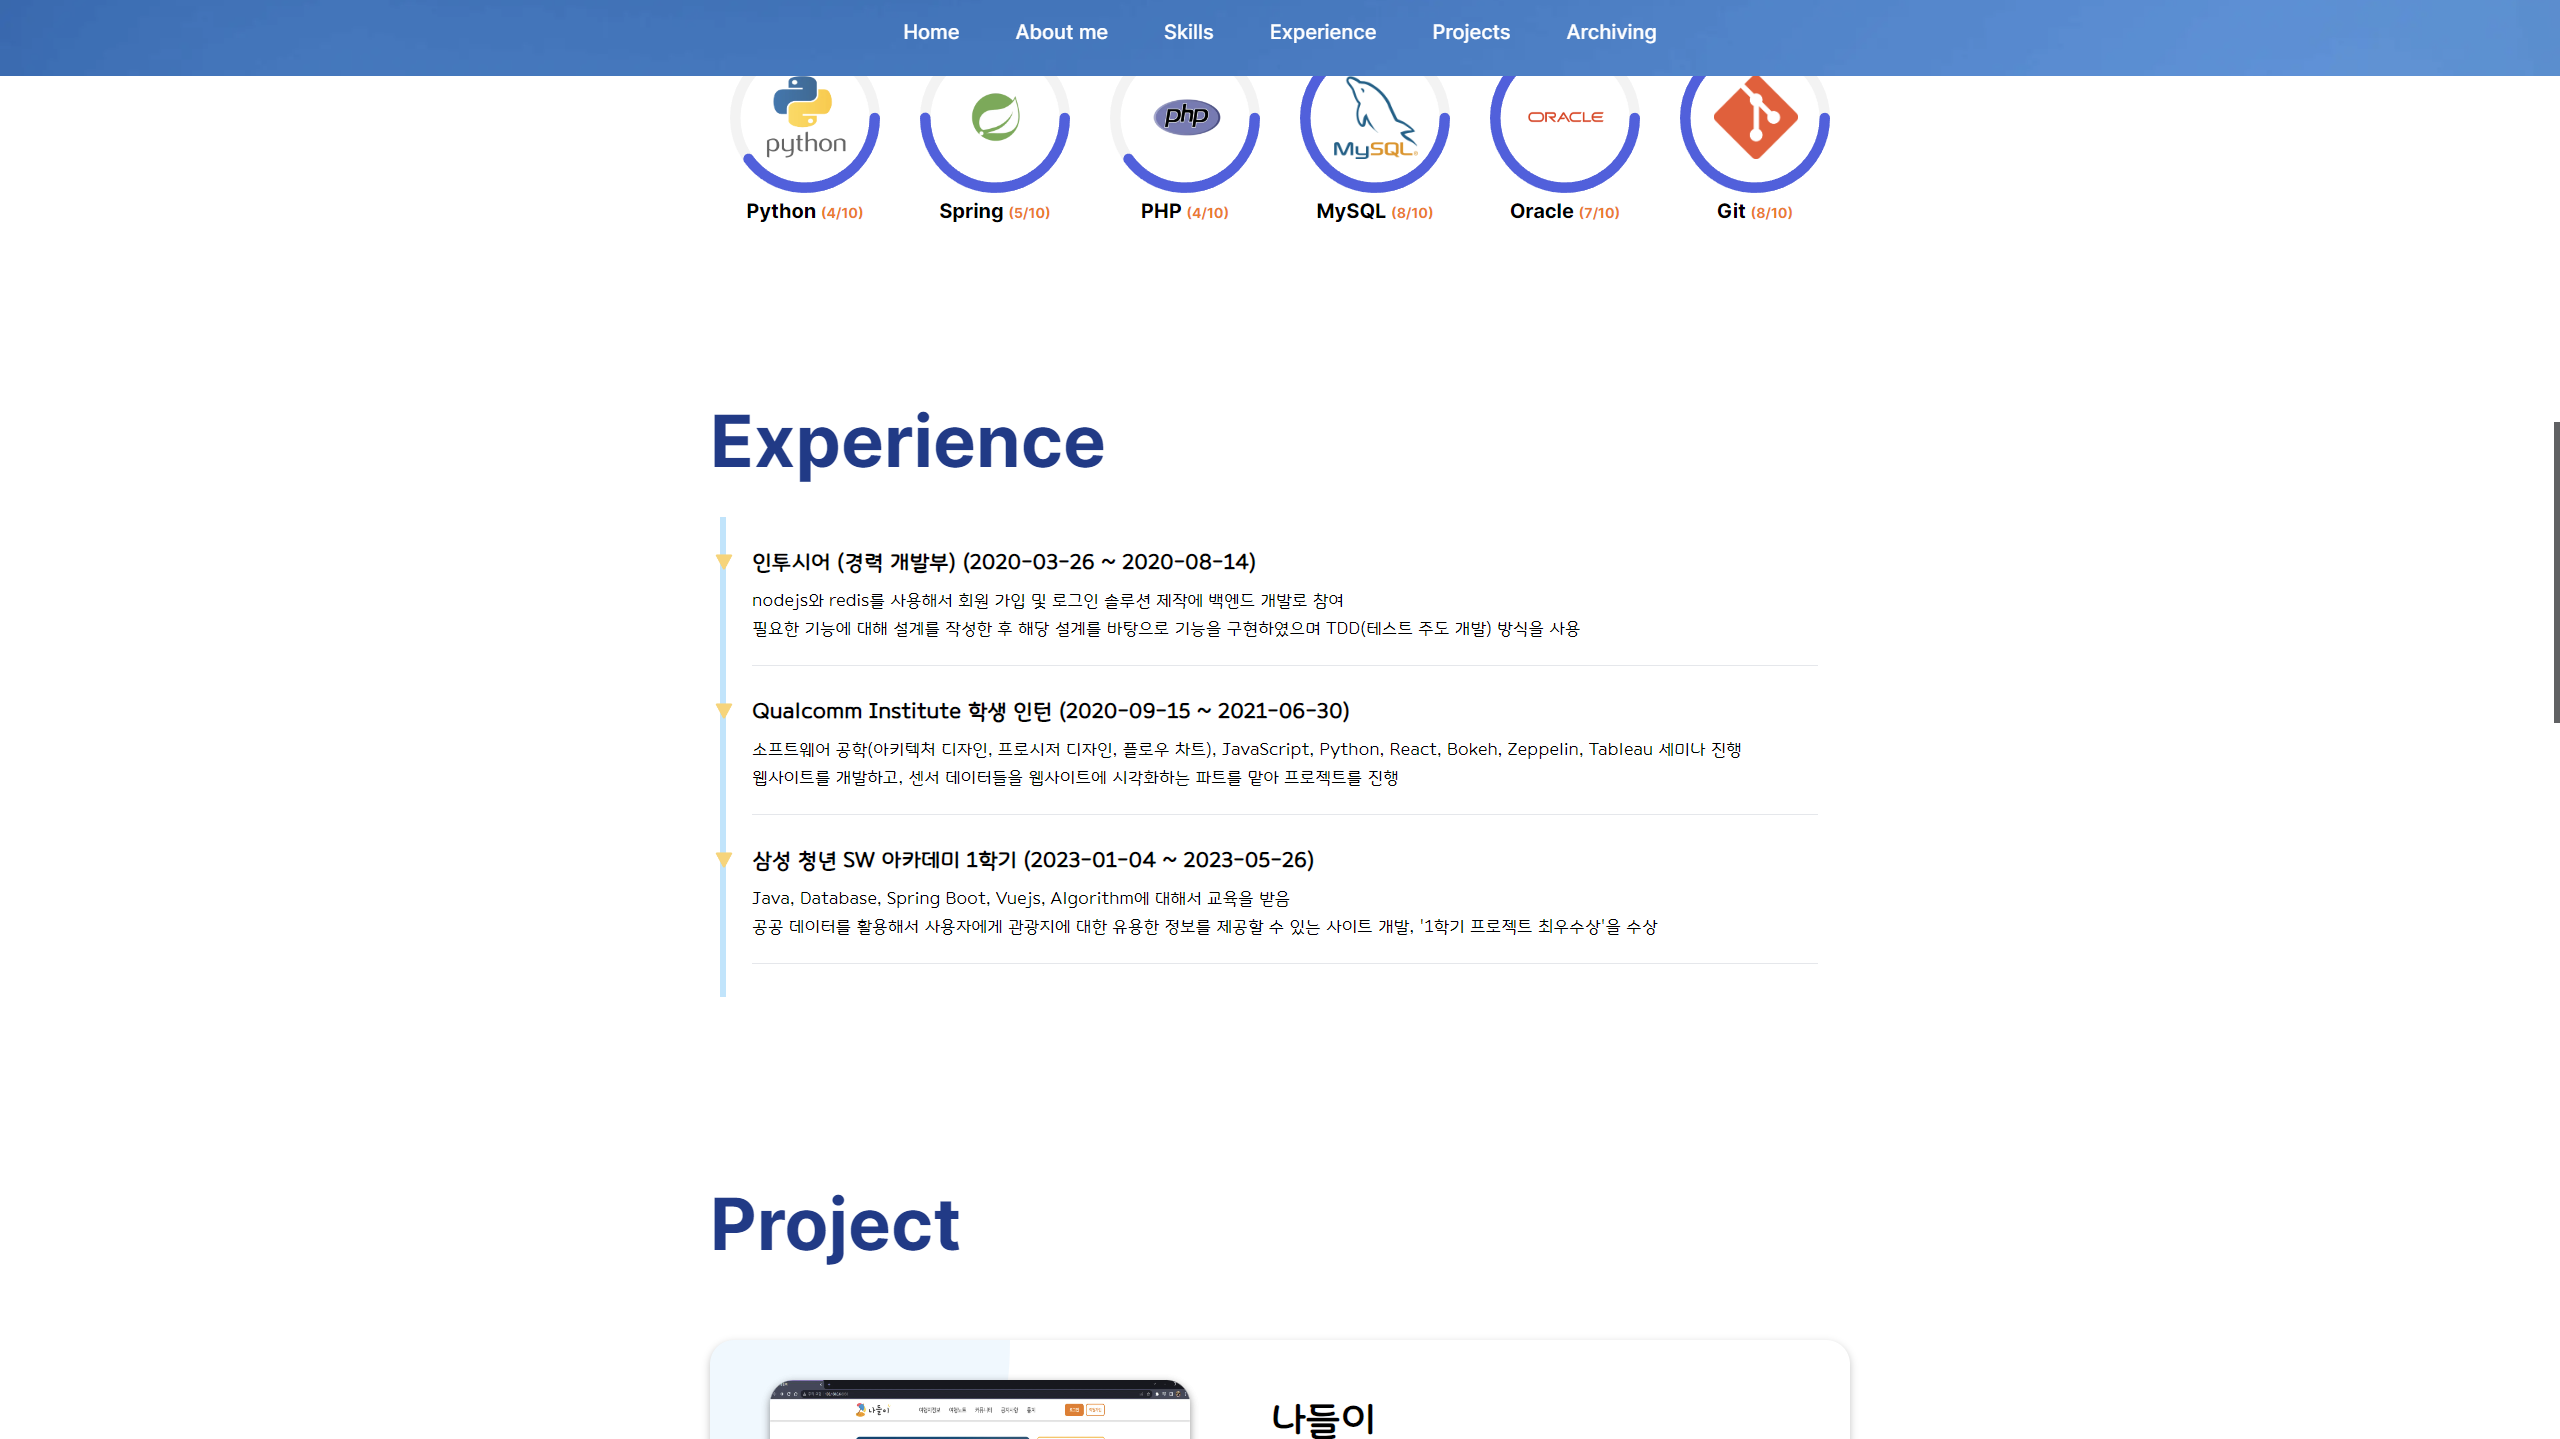 Home About me Skills Experience Projects Archiving
python php MySQL ORACLE
Python (4/10) Spring (5/10) PHP (4/10) MySQL (8/10) Oracle (7/10) Git (8/10)
Experience
인투시어 (경력 개발부) (2020-03-26 ~ 2020-08-14)
nodejs와 redis를 사용해서 회원 가입 및 로그인 솔루션 제작에 백엔드 개발로 참여
필요한 기능에 대해 설계를 작성한 후 해당 설계를 바탕으로 기능을 구현하였으며 TDD(테스트 주도 개발) 방식을 사용
Qualcomm Institute 학생 인턴 (2020-09-15 ~ 2021-06-30)
소프트웨어 공학(아키텍처 디자인, 프로시저 디자인, 플로우 차트), JavaScript, Python, React, Bokeh, Zeppelin, Tableau 세미나 진행
웹사이트를 개발하고, 센서 데이터들을 웹사이트에 시각화하는 파트를 맡아 프로젝트를 진행
삼성 청년 SW 아카데미 1학기 (2023-01-04 ~ 2023-05-26)
Java, Database, Spring Boot, Vuejs, Algorithm에 대해서 교육을 받음
공공 데이터를 활용해서 사용자에게 관광지에 대한 유용한 정보를 제공할 수 있는 사이트 개발, '1학기 프로젝트 최우수상'을 수상
Project
나들이 여행지정보 커뮤니티 공지사항
나들이